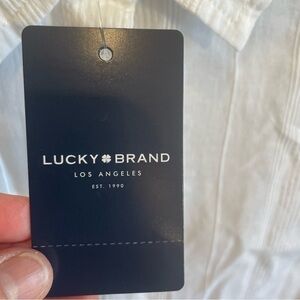 LUCKY BRAND
LOS ANGELES
EST. 1990